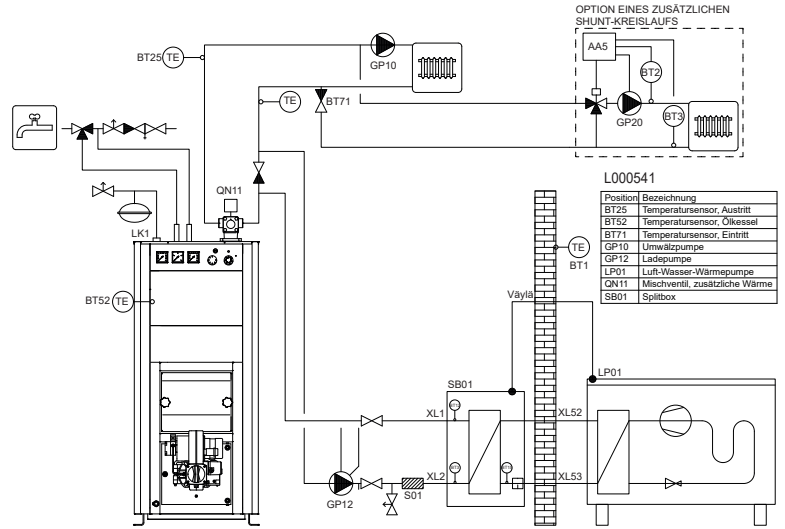 OPTION EINES ZUSÄTZLICHEN
SHUNT-KREISLAUFS
AA5
BT2
BT25
TE
GP10
TE
BT71
GP20
BT3
QN11
LK1
L000541
Position Bezeichnung
BT25 Temperatursensor, Austritt
BT52 Temperatursensor, Ölkessel
BT71 Temperatursensor, Eintritt
GP10 Umwälzpumpe
GP12 Ladepumpe
LP01 Luft-Wasser-Wärmepumpe
QN11 Mischventil, zusätzliche Wärme
SB01 Splitbox
TE
BT1
BT52
TE
Väylä
SB01
LP01
XL1
XL52
XL2
XL53
S01
GP12